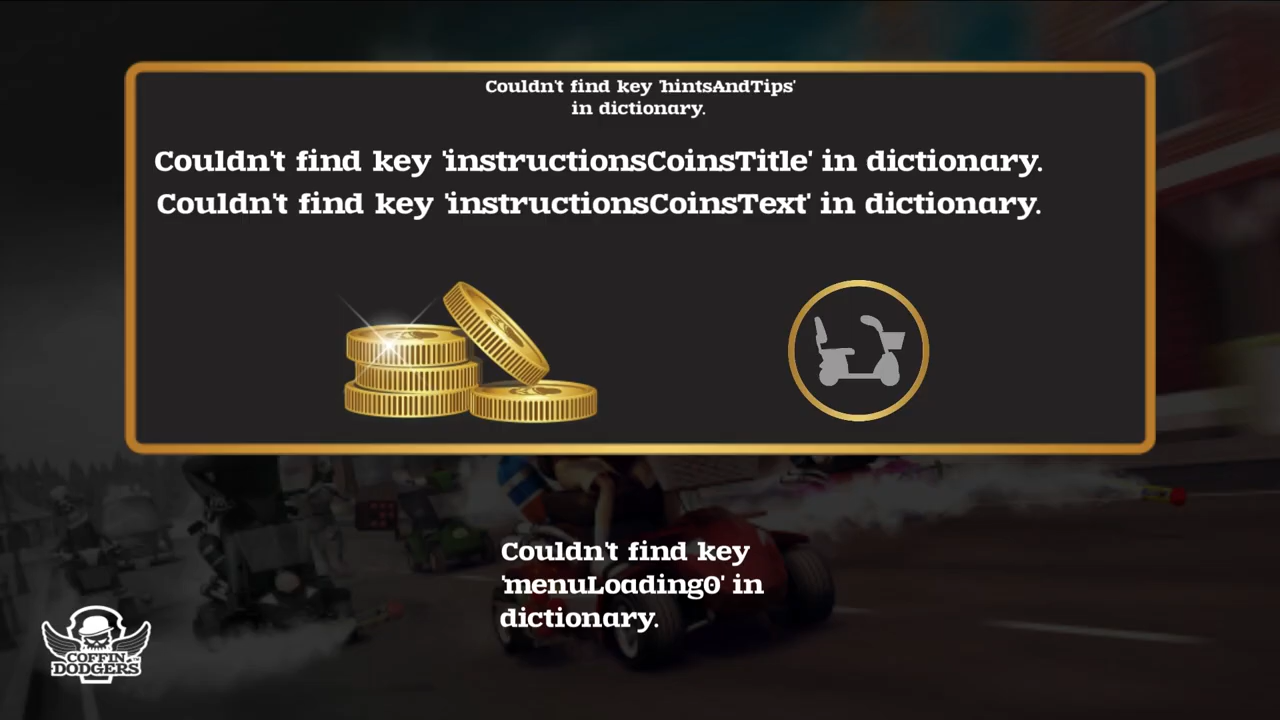 Couldn't find key 'hintsAndTips'
in dictionary.
Couldn't find key 'instructionsCoinsTitle' in dictionary.
Couldn't find key 'instructionsCoinsText' in dictionary.
Couldn't find key
'menuLoading0' in
dictionary.
COFFIN
DODGERS